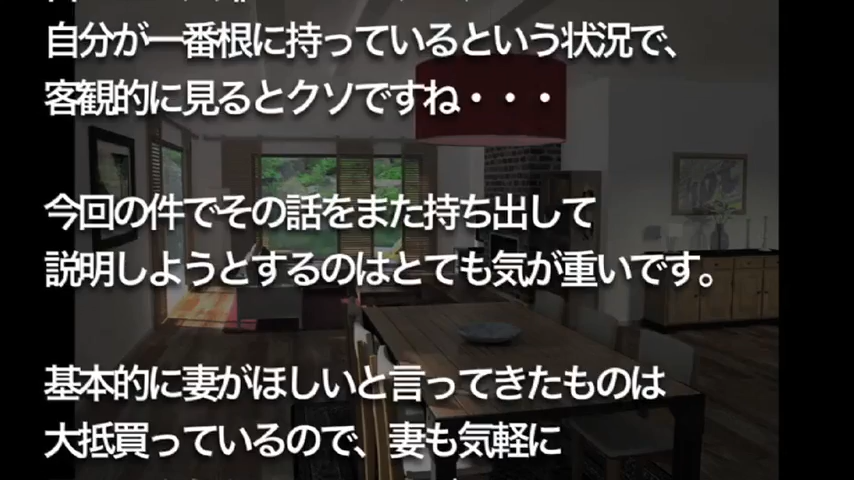 自分が一番根に持っているという状況で、
客観的に見るとクソですね・・・
今回の件でその話をまた持ち出して
説明しようとするのはとても気が重いです。
基本的に妻がほしいと言ってきたものは
大抵買っているので、妻も気軽に